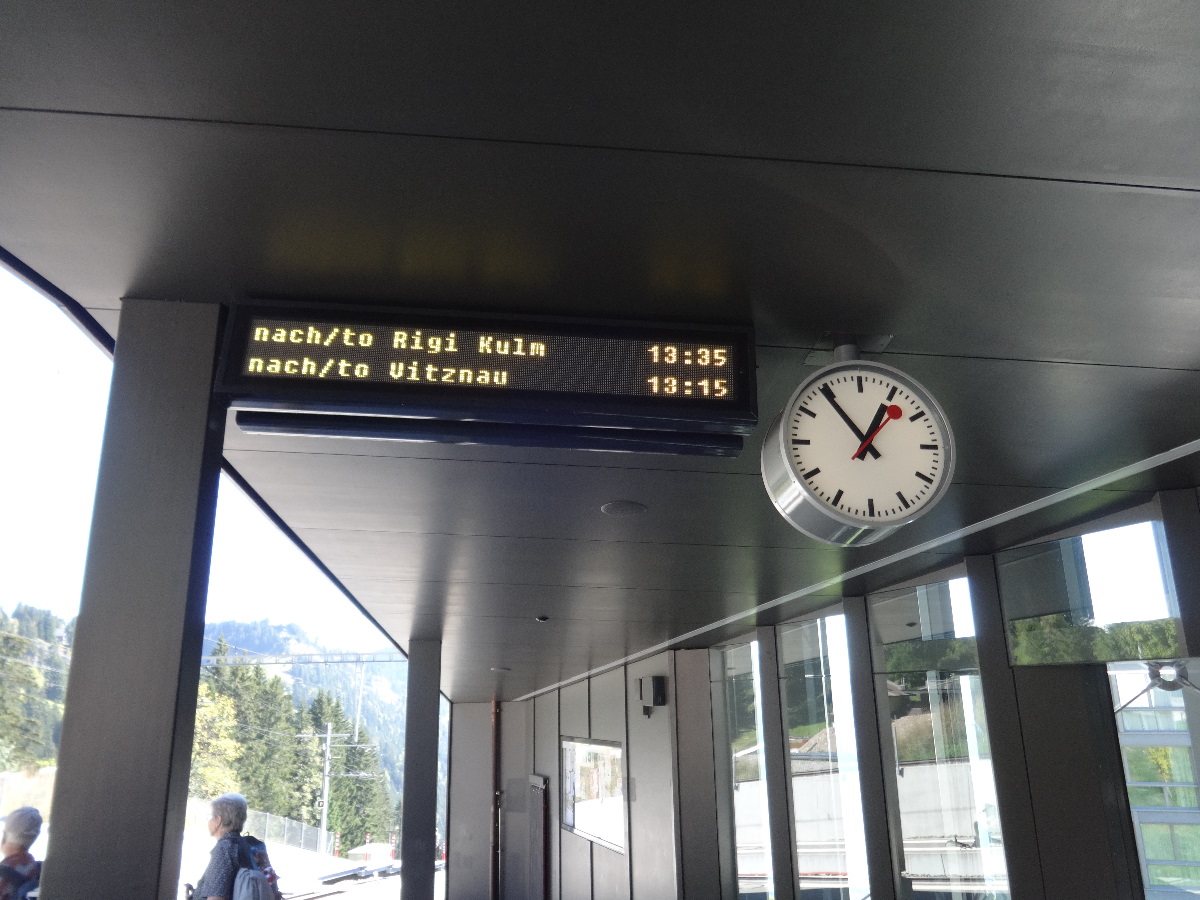 nach/to Rigi Kulm 13:35
nach/to Vitznau 13:15